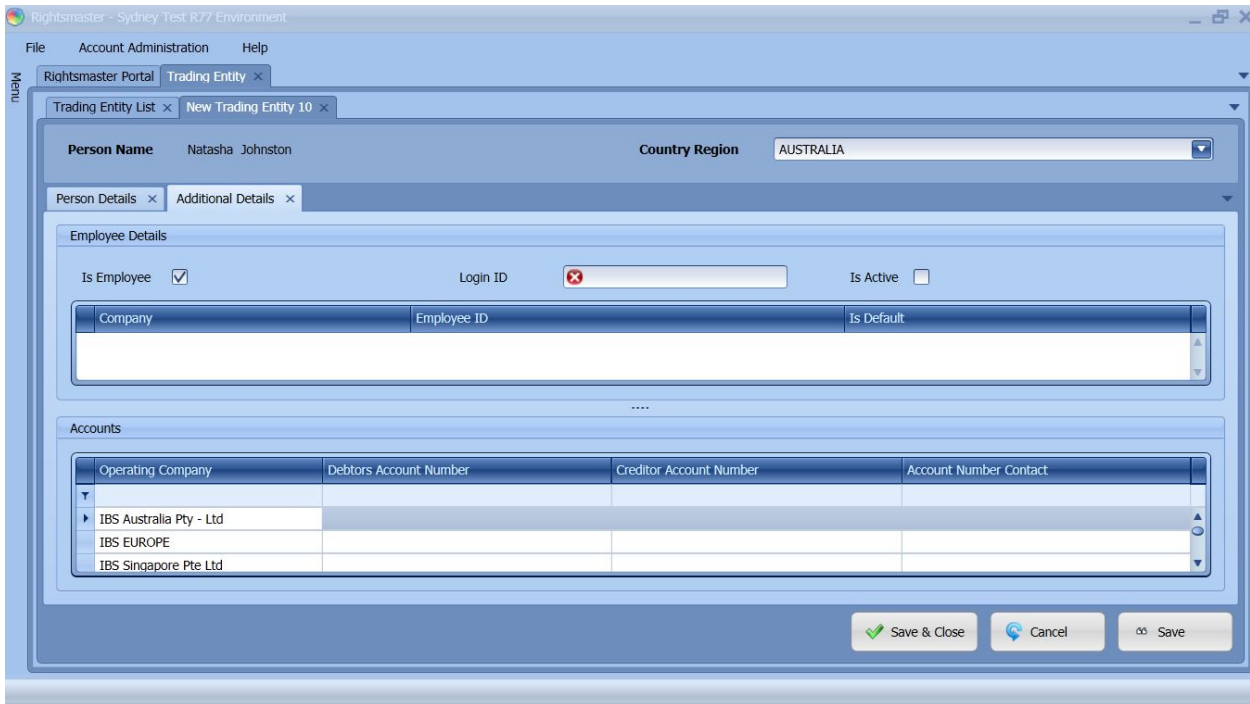 Rightsmaster - Sydney Test R77 Environment
File Account Administration Help
Menu
Rightsmaster Portal Trading Entity
Trading Entity List New Trading Entity 10
Person Name Natasha Johnston Country Region AUSTRALIA
Person Details Additional Details
Employee Details
Is Employee Login ID Is Active
Company Employee ID Is Default
Accounts
Operating Company Debtors Account Number Creditor Account Number Account Number Contact
IBS Australia Pty - Ltd
IBS EUROPE
IBS Singapore Pte Ltd
Save & Close Cancel Save